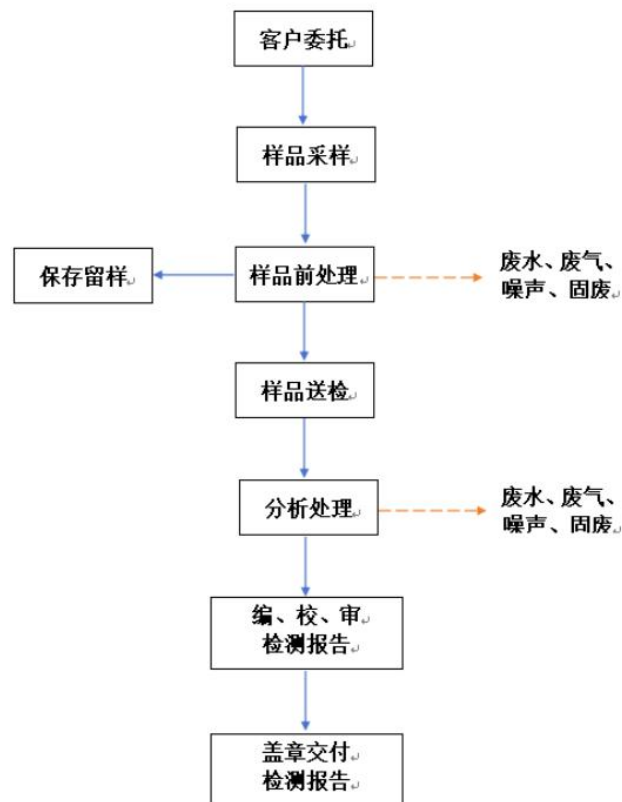 客户委托
样品采样
保存留样
样品前处理
废水、废气、
噪声、固废
样品送检
分析处理
废水、废气、
噪声、固废
编、校、审
检测报告
盖章交付
检测报告